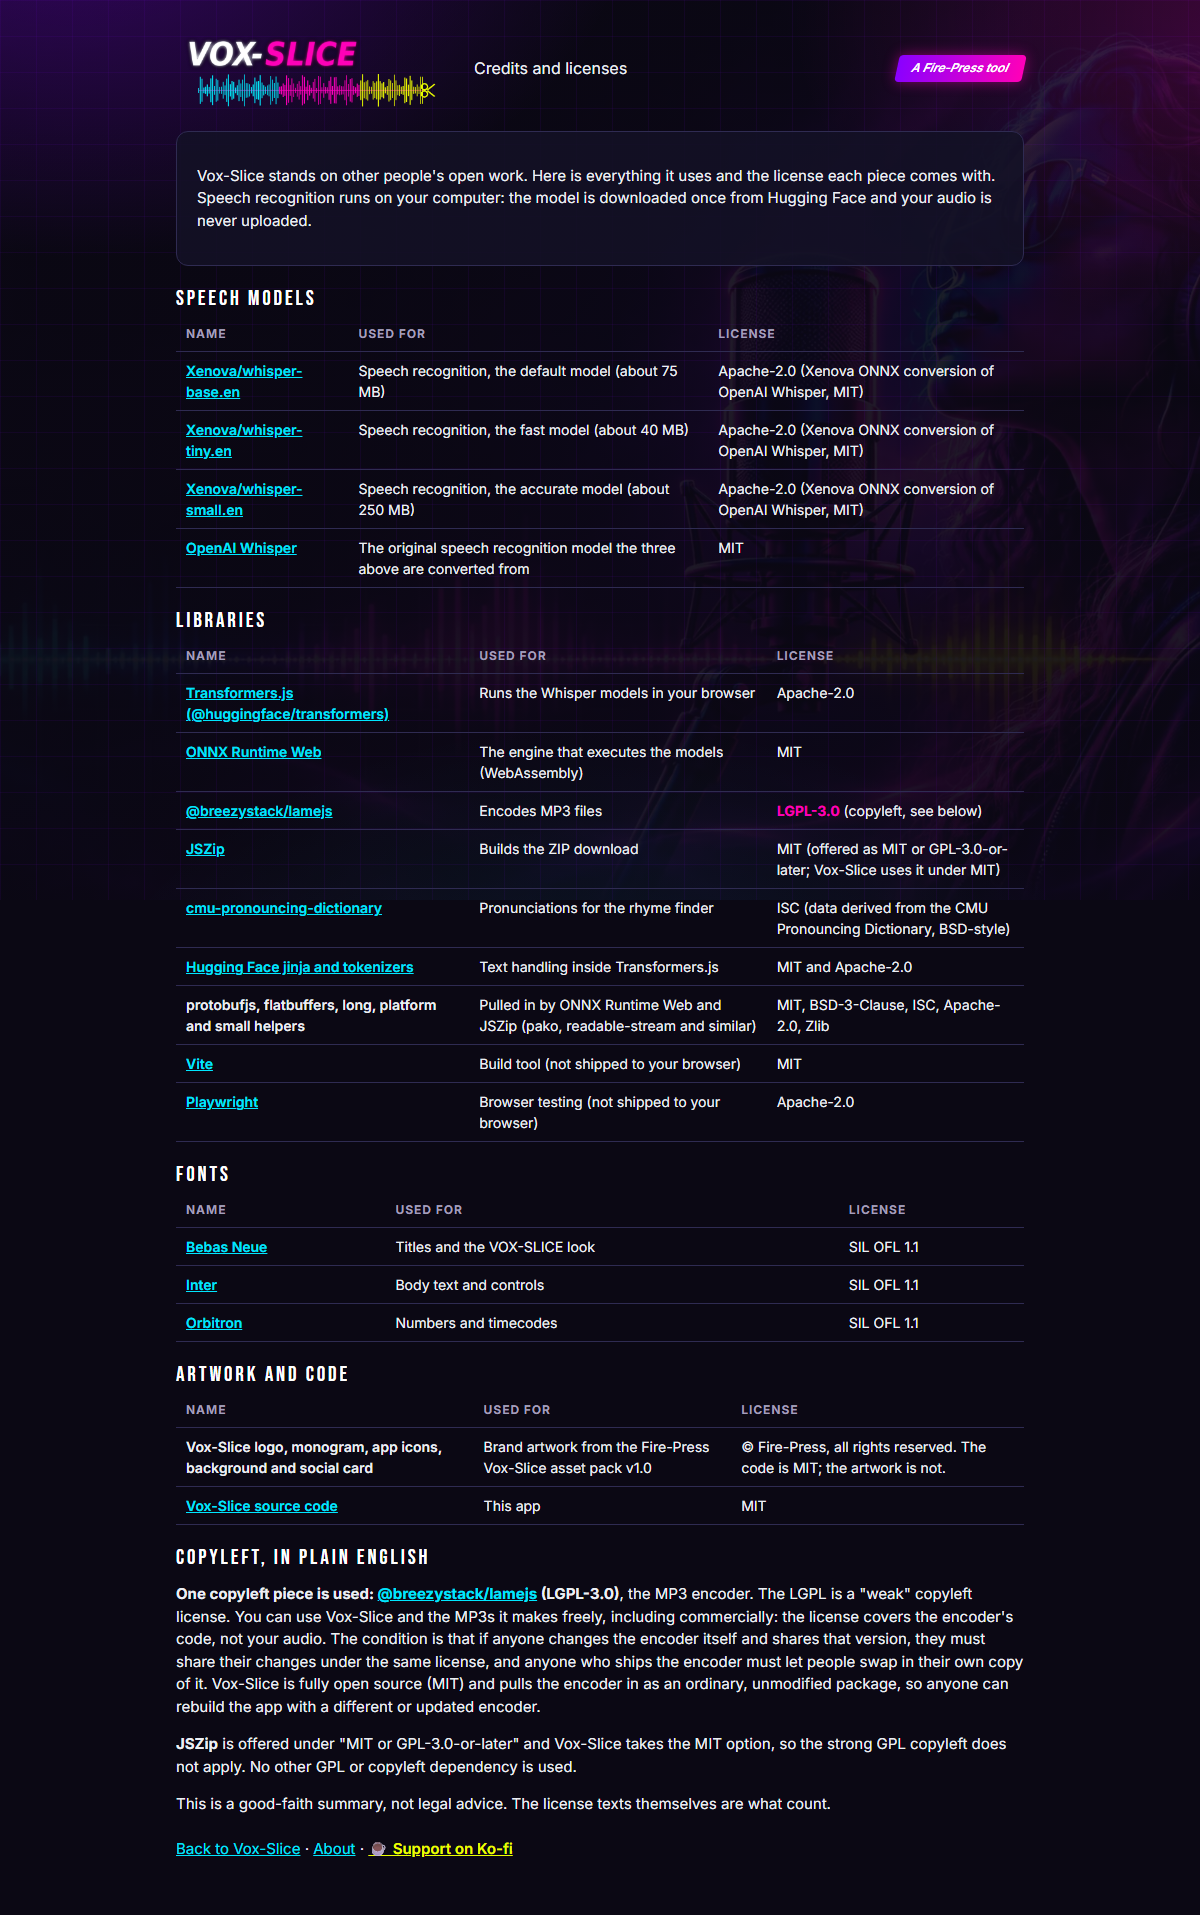 VOX-SLICE
Credits and licenses
A Fire-Press tool
Vox-Slice stands on other people's open work. Here is everything it uses and the license each piece comes with.
Speech recognition runs on your computer: the model is downloaded once from Hugging Face and your audio is
never uploaded.
SPEECH MODELS
NAME USED FOR LICENSE
Xenova/whisper-base.en Speech recognition, the default model (about 75 MB) Apache-2.0 (Xenova ONNX conversion of OpenAI Whisper, MIT)
Xenova/whisper-tiny.en Speech recognition, the fast model (about 40 MB) Apache-2.0 (Xenova ONNX conversion of OpenAI Whisper, MIT)
Xenova/whisper-small.en Speech recognition, the accurate model (about 250 MB) Apache-2.0 (Xenova ONNX conversion of OpenAI Whisper, MIT)
OpenAI Whisper The original speech recognition model the three above are converted from MIT
LIBRARIES
NAME USED FOR LICENSE
Transformers.js (@huggingface/transformers) Runs the Whisper models in your browser Apache-2.0
ONNX Runtime Web The engine that executes the models (WebAssembly) MIT
@breezystack/lamejs Encodes MP3 files LGPL-3.0 (copyleft, see below)
JSZip Builds the ZIP download MIT (offered as MIT or GPL-3.0-or-later; Vox-Slice uses it under MIT)
cmu-pronouncing-dictionary Pronunciations for the rhyme finder ISC (data derived from the CMU Pronouncing Dictionary, BSD-style)
Hugging Face jinja and tokenizers Text handling inside Transformers.js MIT and Apache-2.0
protobufjs, flatbuffers, long, platform and small helpers Pulled in by ONNX Runtime Web and JSZip (pako, readable-stream and similar) MIT, BSD-3-Clause, ISC, Apache-2.0, Zlib
Vite Build tool (not shipped to your browser) MIT
Playwright Browser testing (not shipped to your browser) Apache-2.0
FONTS
NAME USED FOR LICENSE
Bebas Neue Titles and the VOX-SLICE look SIL OFL 1.1
Inter Body text and controls SIL OFL 1.1
Orbitron Numbers and timecodes SIL OFL 1.1
ARTWORK AND CODE
NAME USED FOR LICENSE
Vox-Slice logo, monogram, app icons, background and social card Brand artwork from the Fire-Press Vox-Slice asset pack v1.0 © Fire-Press, all rights reserved. The code is MIT; the artwork is not.
Vox-Slice source code This app MIT
COPYLEFT, IN PLAIN ENGLISH
One copyleft piece is used: @breezystack/lamejs (LGPL-3.0), the MP3 encoder. The LGPL is a "weak" copyleft
license. You can use Vox-Slice and the MP3s it makes freely, including commercially: the license covers the encoder's
code, not your audio. The condition is that if anyone changes the encoder itself and shares that version, they must
share their changes under the same license, and anyone who ships the encoder must let people swap in their own copy
of it. Vox-Slice is fully open source (MIT) and pulls the encoder in as an ordinary, unmodified package, so anyone can
rebuild the app with a different or updated encoder.
JSZip is offered under "MIT or GPL-3.0-or-later" and Vox-Slice takes the MIT option, so the strong GPL copyleft does
not apply. No other GPL or copyleft dependency is used.
This is a good-faith summary, not legal advice. The license texts themselves are what count.
Back to Vox-Slice · About · ☕ Support on Ko-fi